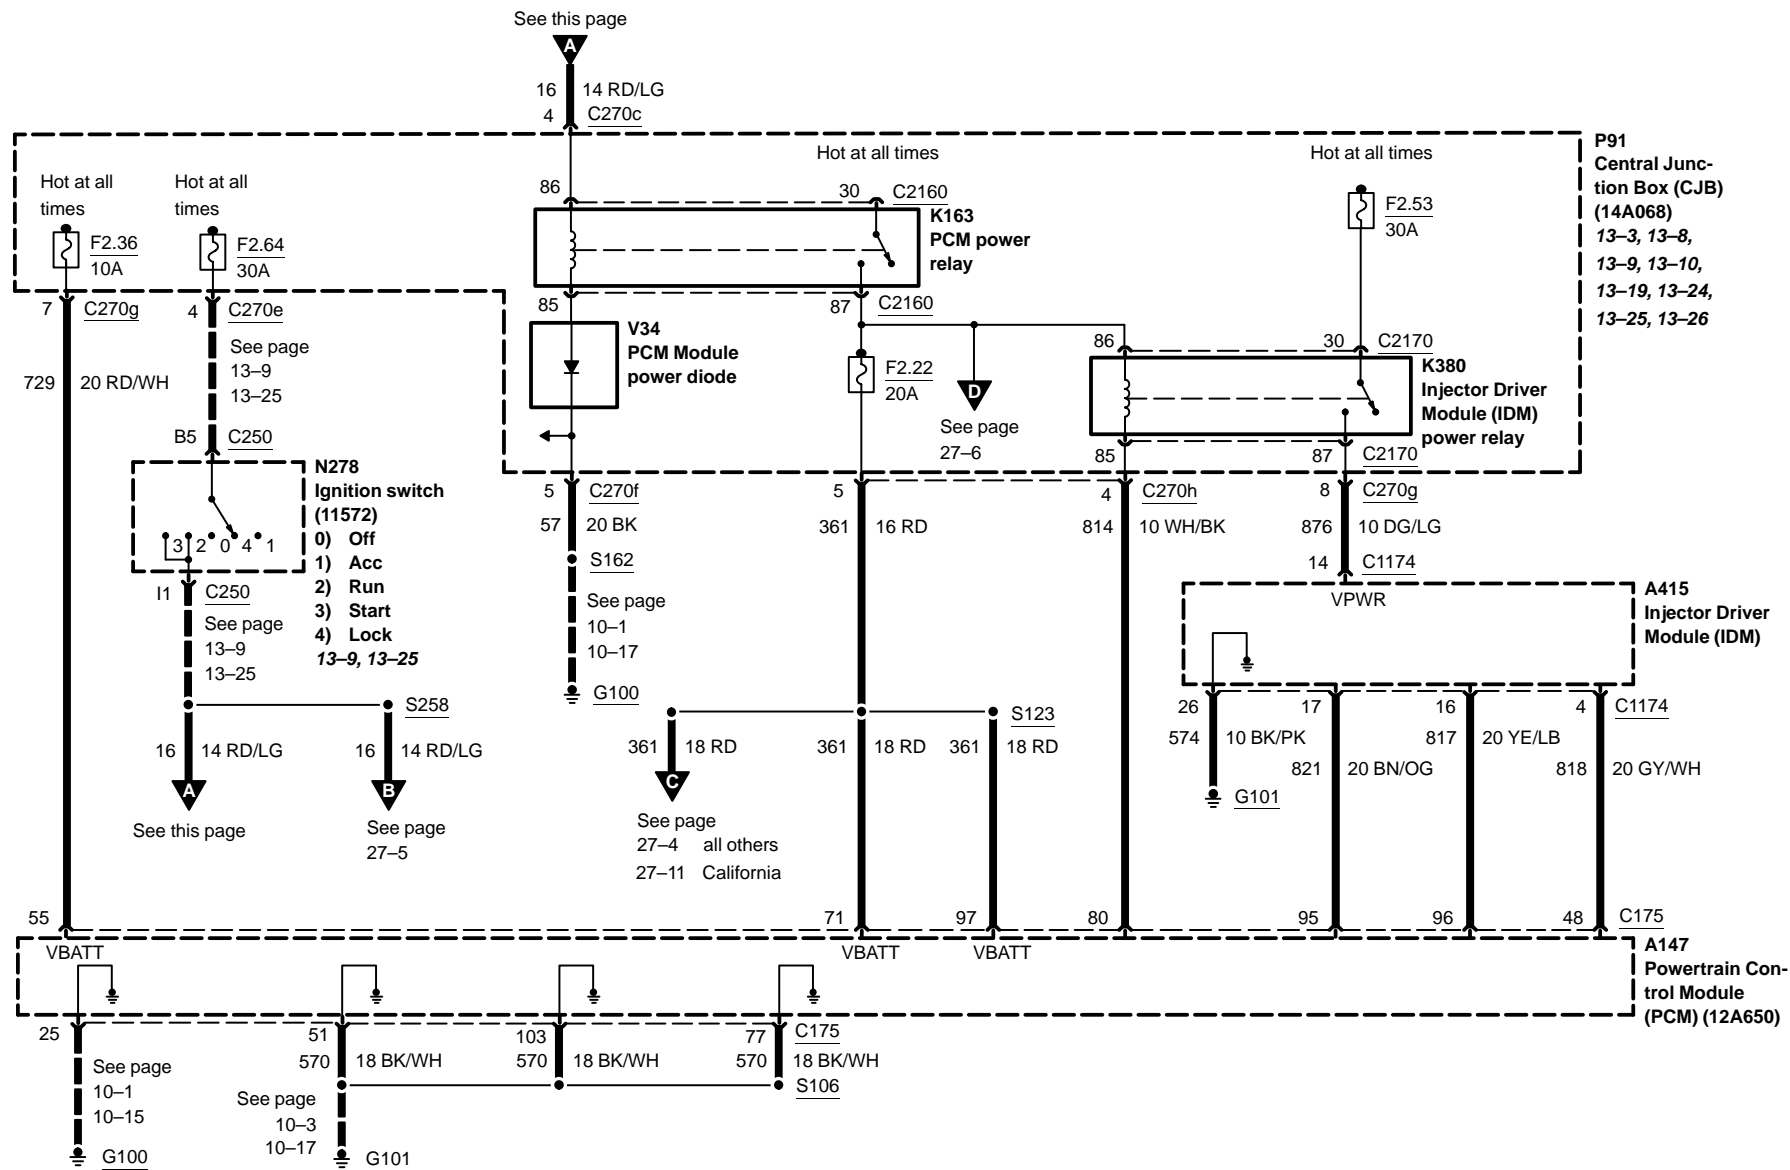 See this page
A
16 14 RD/LG
4 C270c
P91
Central Junc-
tion Box (CJB)
(14A068)
13–3, 13–8,
13–9, 13–10,
13–19, 13–24,
13–25, 13–26
Hot at all
times
F2.36
10A
Hot at all
times
F2.64
30A
Hot at all times
Hot at all times
86
30 C2160
K163
PCM power
relay
F2.53
30A
85
87 C2160
V34
PCM Module
power diode
F2.22
20A
D
See page
27–6
86
30 C2170
K380
Injector Driver
Module (IDM)
power relay
85
87 C2170
7 C270g
729 20 RD/WH
4 C270e
See page
13–9
13–25
B5 C250
N278
Ignition switch
(11572)
0) Off
1) Acc
2) Run
3) Start
4) Lock
13–9, 13–25
3 2 0 4 1
I1 C250
See page
13–9
13–25
S258
16 14 RD/LG
16 14 RD/LG
A
See this page
B
See page
27–5
5 C270f
57 20 BK
S162
See page
10–1
10–17
G100
5
361 16 RD
4 C270h
814 10 WH/BK
8 C270g
876 10 DG/LG
14 C1174
VPWR
A415
Injector Driver
Module (IDM)
S123
361 18 RD
361 18 RD
361 18 RD
C
See page
27–4 all others
27–11 California
26
17
16
4 C1174
574 10 BK/PK
821 20 BN/OG
817 20 YE/LB
818 20 GY/WH
G101
55
71
97
80
95
96
48 C175
VBATT
VBATT
VBATT
A147
Powertrain Con-
trol Module
(PCM) (12A650)
25
51
103
77 C175
570 18 BK/WH
570 18 BK/WH
570 18 BK/WH
S106
See page
10–1
10–15
G100
See page
10–3
10–17
G101